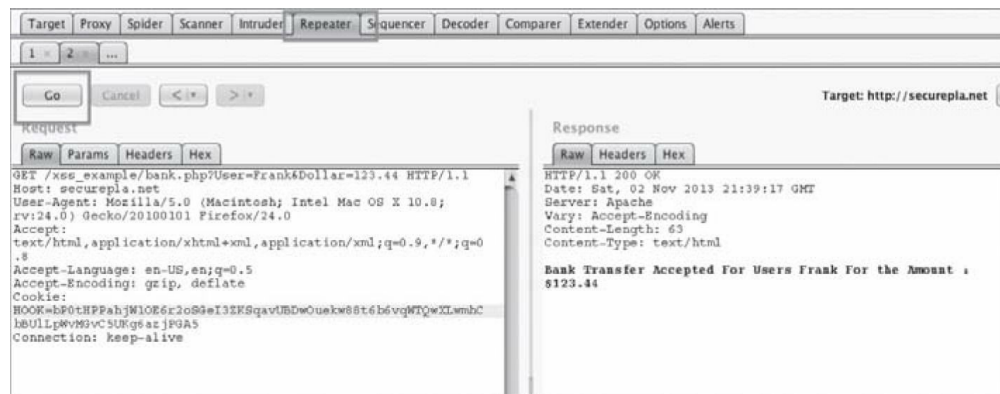 Target Proxy Spider Scanner Intruder Repeater Sequencer Decoder Comparer Extender Options Alerts
1 × 2 × ...
Go Cancel < > Target: http://securepla.net
Request
Raw Params Headers Hex
GET /xss_example/bank.php?User=Frank&Dollar=123.44 HTTP/1.1
Host: securepla.net
User-Agent: Mozilla/5.0 (Macintosh; Intel Mac OS X 10.8;
rv:24.0) Gecko/20100101 Firefox/24.0
Accept:
text/html,application/xhtml+xml,application/xml;q=0.9,*/*;q=0
.8
Accept-Language: en-US,en;q=0.5
Accept-Encoding: gzip, deflate
Cookie:
Connection: keep-alive
Response
Raw Headers Hex
HTTP/1.1 200 OK
Date: Sat, 02 Nov 2013 21:39:17 GMT
Server: Apache
Vary: Accept-Encoding
Content-Length: 63
Content-Type: text/html
Bank Transfer Accepted For Users Frank For the Amount :
$123.44